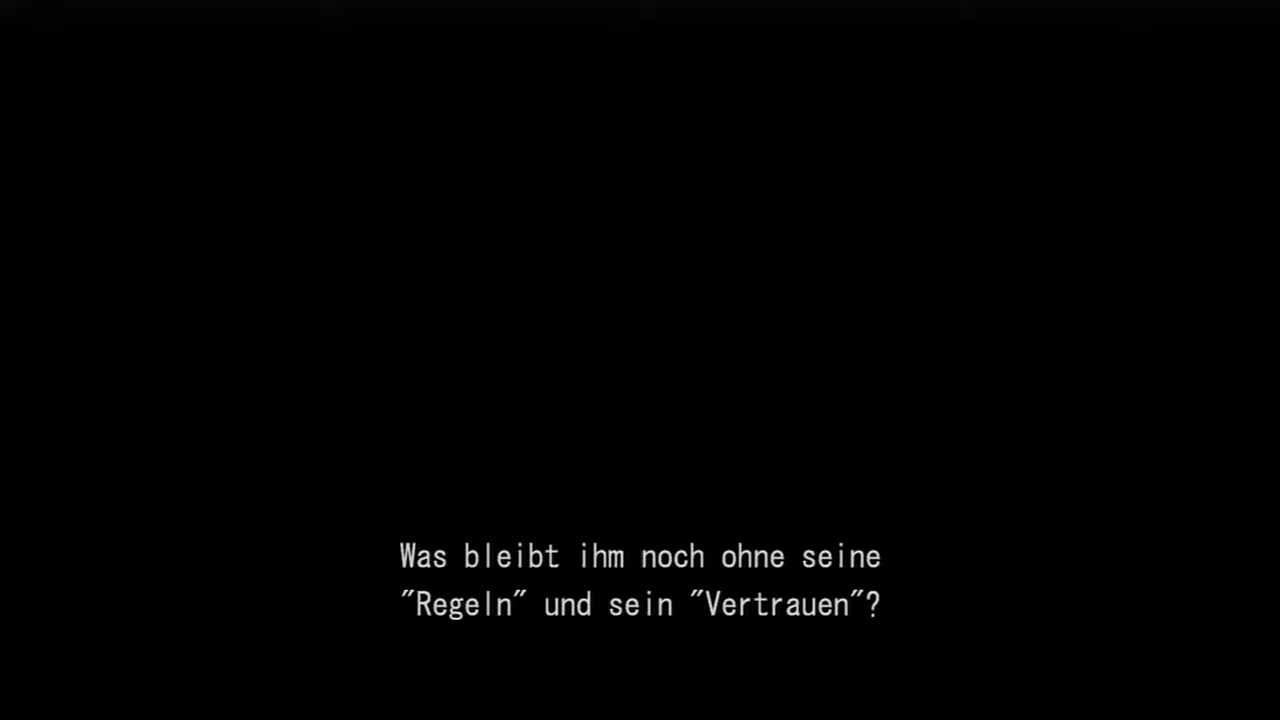 Was bleibt ihm noch ohne seine
"Regeln" und sein "Vertrauen"?